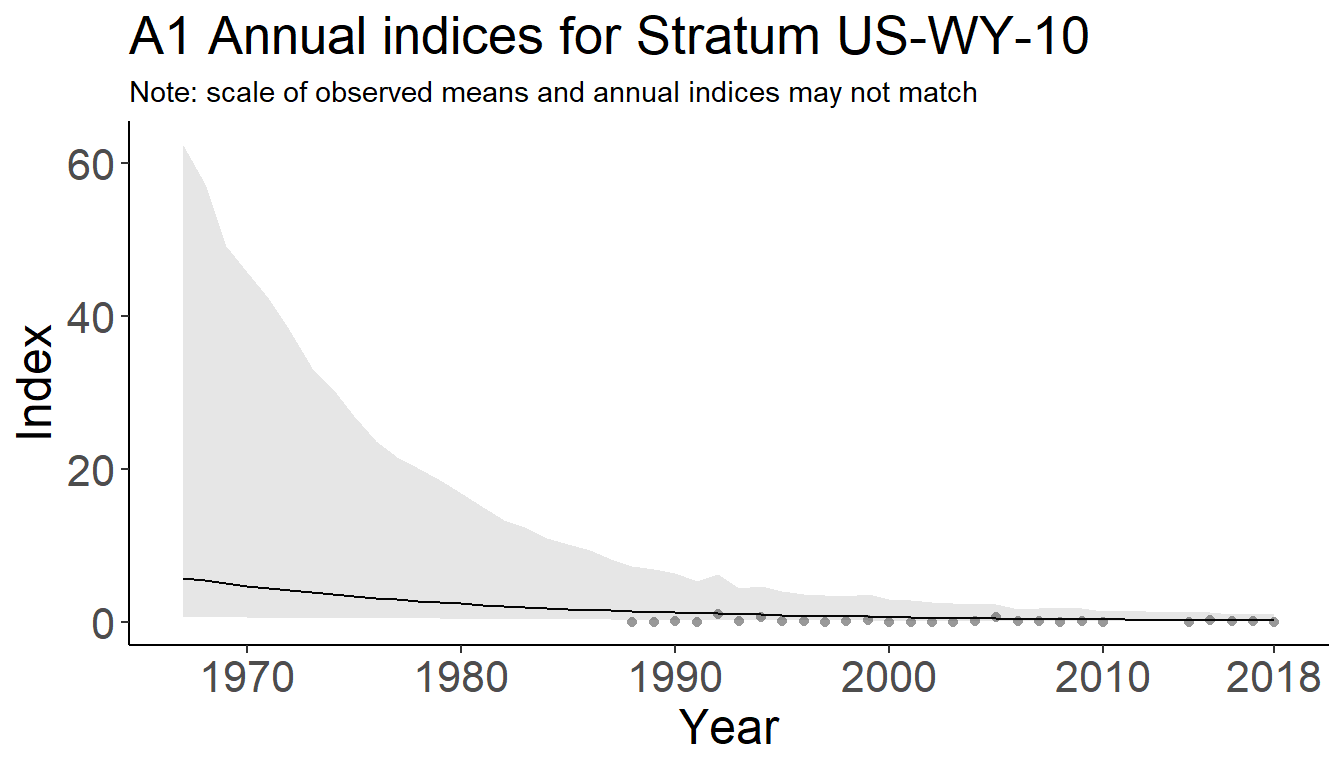 A1 Annual indices for Stratum US-WY-10
Note: scale of observed means and annual indices may not match
60
40
20
0
Index
1970 1980 1990 2000 2010 2018
Year